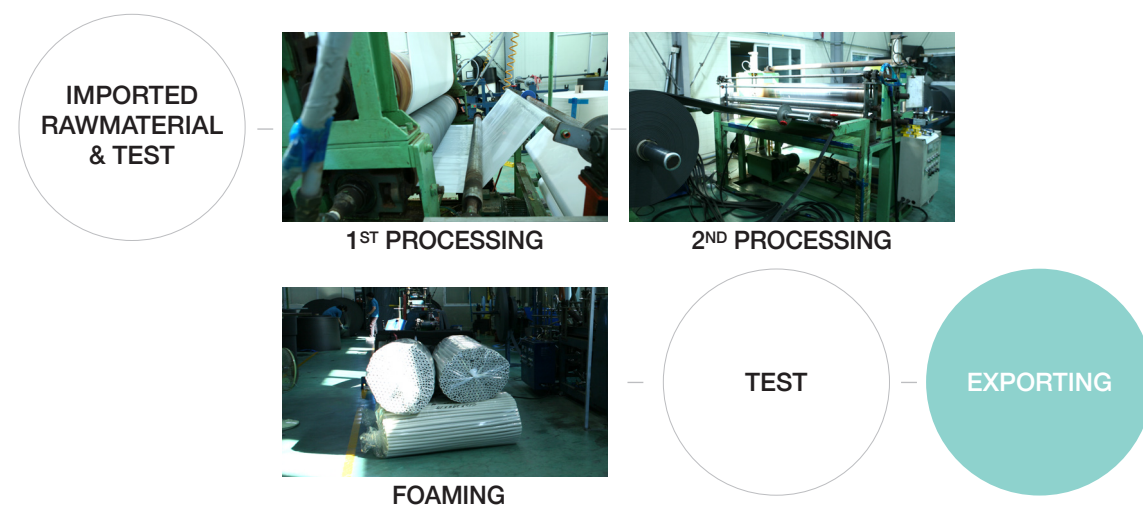 IMPORTED
RAWMATERIAL
& TEST
1ST PROCESSING
2ND PROCESSING
FOAMING
TEST
EXPORTING